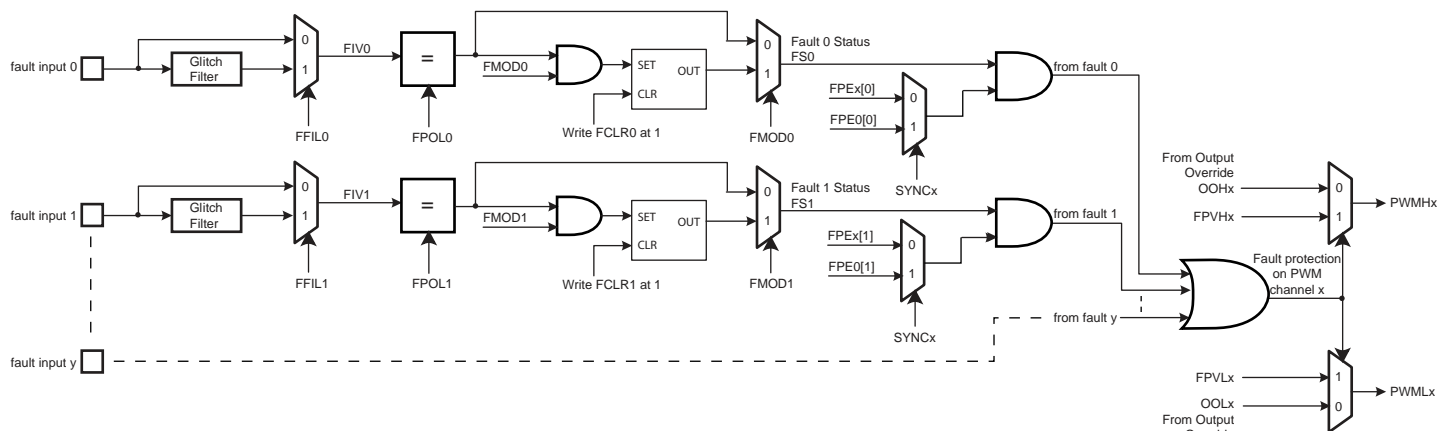 fault input 0
Glitch
Filter
0
1
FFIL0
FIV0
=
FPOL0
FMOD0
SET
OUT
CLR
Write FCLR0 at 1
0
1
FMOD0
Fault 0 Status
FS0
FPEx[0]
FPE0[0]
0
1
SYNCx
from fault 0
fault input 1
Glitch
Filter
0
1
FFIL1
FIV1
=
FPOL1
FMOD1
SET
OUT
CLR
Write FCLR1 at 1
0
1
FMOD1
Fault 1 Status
FS1
FPEx[1]
FPE0[1]
0
1
SYNCx
from fault 1
fault input y
from fault y
Fault protection
on PWM
channel x
From Output
Override
OOHx
FPVHx
0
1
PWMHx
FPVLx
OOLx
From Output
1
0
PWMLx